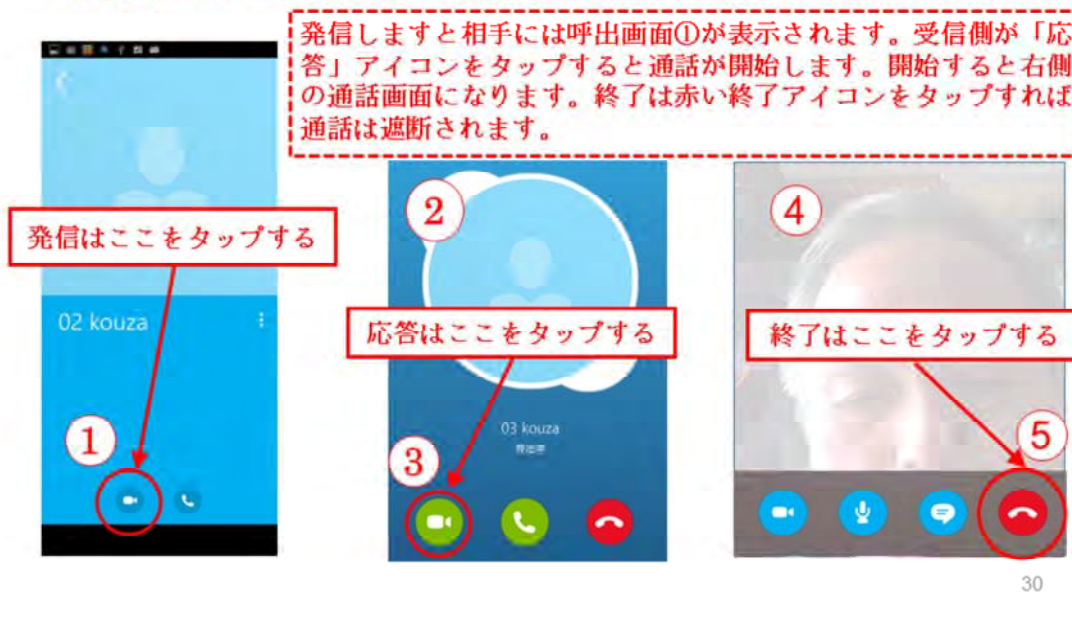 発信しますと相手には呼出画面①が表示されます。受信側が「応
答」アイコンをタップすると通話が開始します。開始すると右側
の通話画面になります。終了は赤い終了アイコンをタップすれば
通話は遮断されます。
発信はここをタップする
02 kouza
①
②
応答はここをタップする
03 kouza
③
④
終了はここをタップする
⑤
30